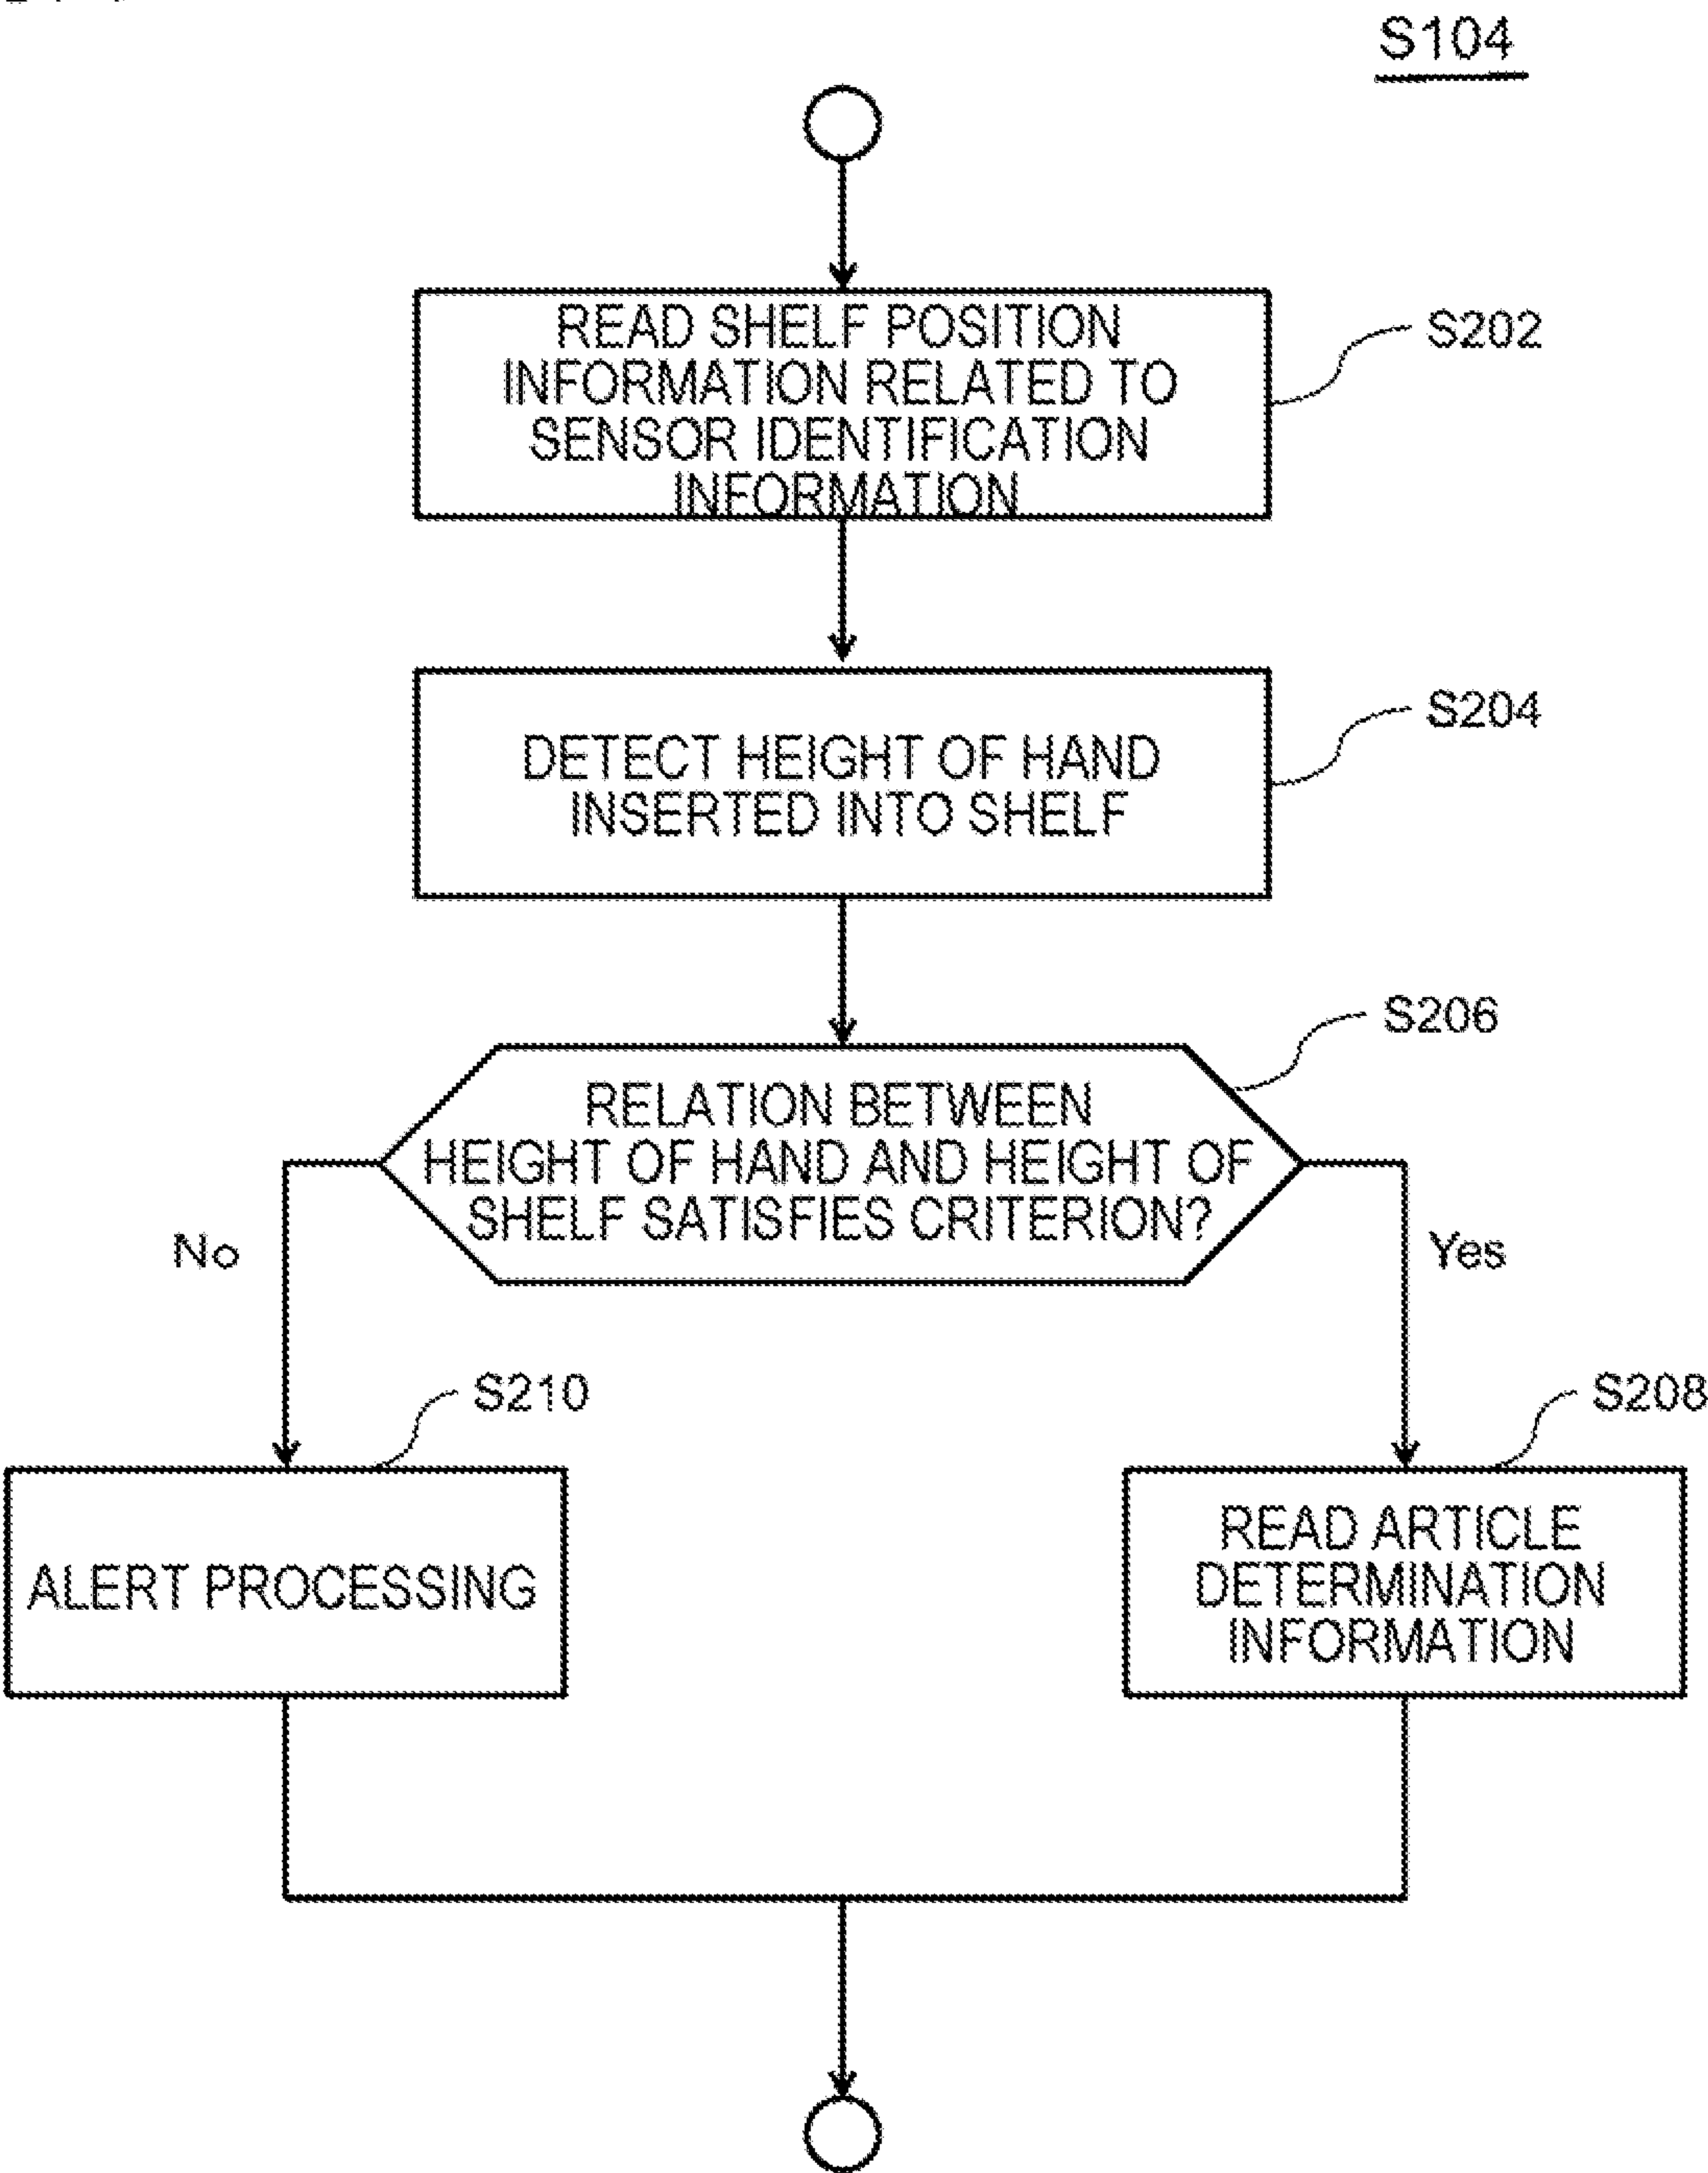 S104
READ SHELF POSITION
INFORMATION RELATED TO
SENSOR IDENTIFICATION
INFORMATION
S202
DETECT HEIGHT OF HAND
INSERTED INTO SHELF
S204
RELATION BETWEEN
HEIGHT OF HAND AND HEIGHT OF
SHELF SATISFIES CRITERION?
S206
No
Yes
S210
ALERT PROCESSING
S208
READ ARTICLE
DETERMINATION
INFORMATION